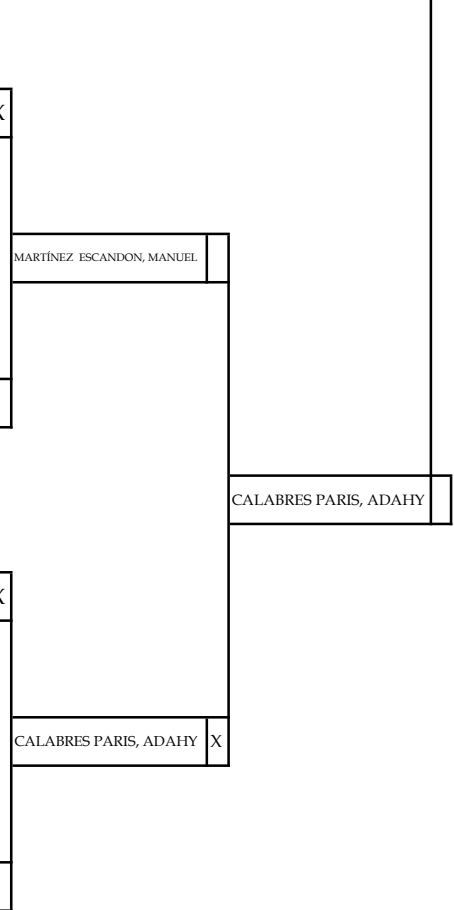 X
MARTÍNEZ ESCANDON, MANUEL
CALABRES PARIS, ADAHY
X
CALABRES PARIS, ADAHY X